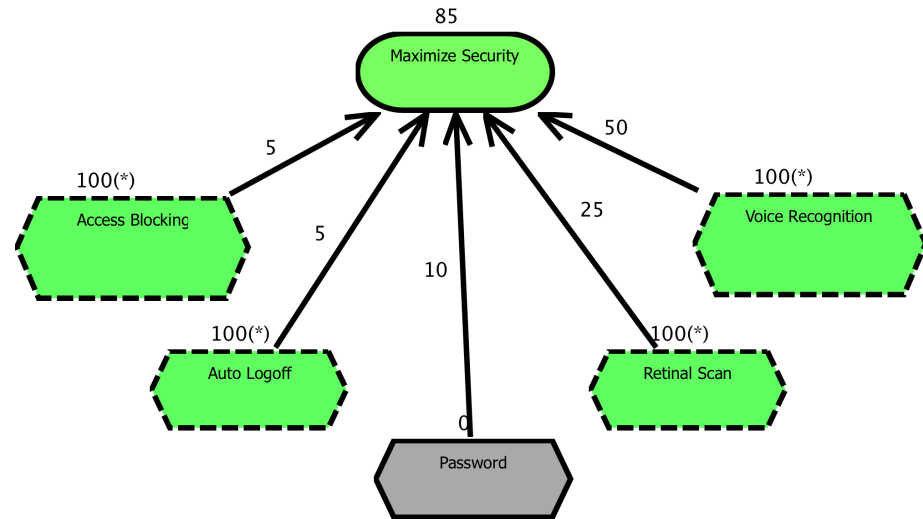 85
Maximize Security
50
5
100(*)
100(*)
Access Blocking
25
Voice Recognition
5
10
100(*)
100(*)
Auto Logoff
Retinal Scan
0
Password